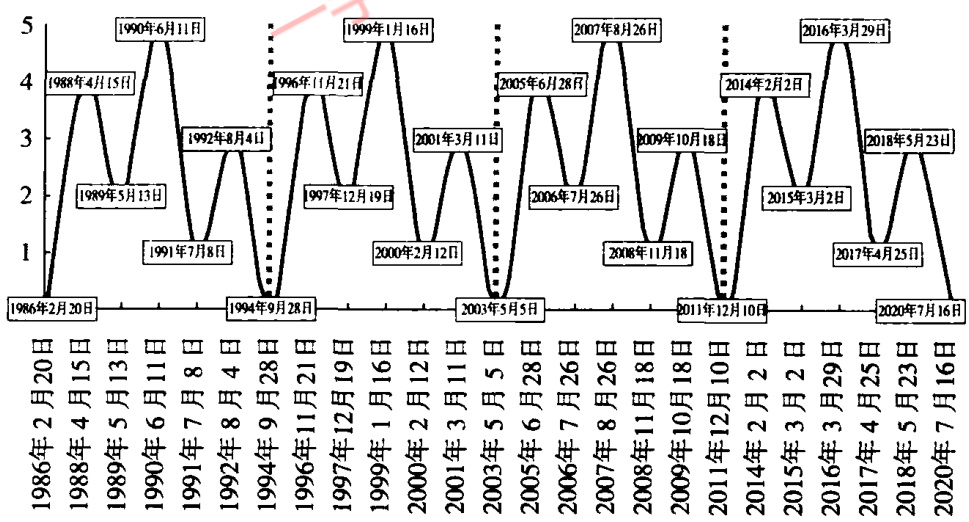 5
1990年6月11日
1999年1月16日
2007年8月26日
2016年3月29日
4
1988年4月15日
1996年11月21日
2005年6月28日
2014年2月2日
3
1992年8月4日
2001年3月11日
2009年10月18日
2018年5月23日
2
1989年5月13日
1997年12月19日
2006年7月26日
2015年3月2日
1
1991年7月8日
2000年2月12日
2008年11月18
2017年4月25日
1986年2月20日
1994年9月28日
2003年5月5日
2011年12月10日
2020年7月16日
1986年 2 月20日
1988年 4 月15日
1989年 5 月13日
1990年 6 月11日
1991年 7 月 8 日
1992年 8 月 4 日
1994年 9 月28日
1996年11月21日
1997年12月19日
1999年 1 月16日
2000年 2 月12日
2001年 3 月11日
2003年 5 月 5 日
2005年 6 月28日
2006年 7 月26日
2007年 8 月26日
2008年11月18日
2009年10月18日
2011年12月10日
2014年 2 月 2 日
2015年 3 月 2 日
2016年 3 月29日
2017年 4 月25日
2018年 5 月23日
2020年 7 月16日